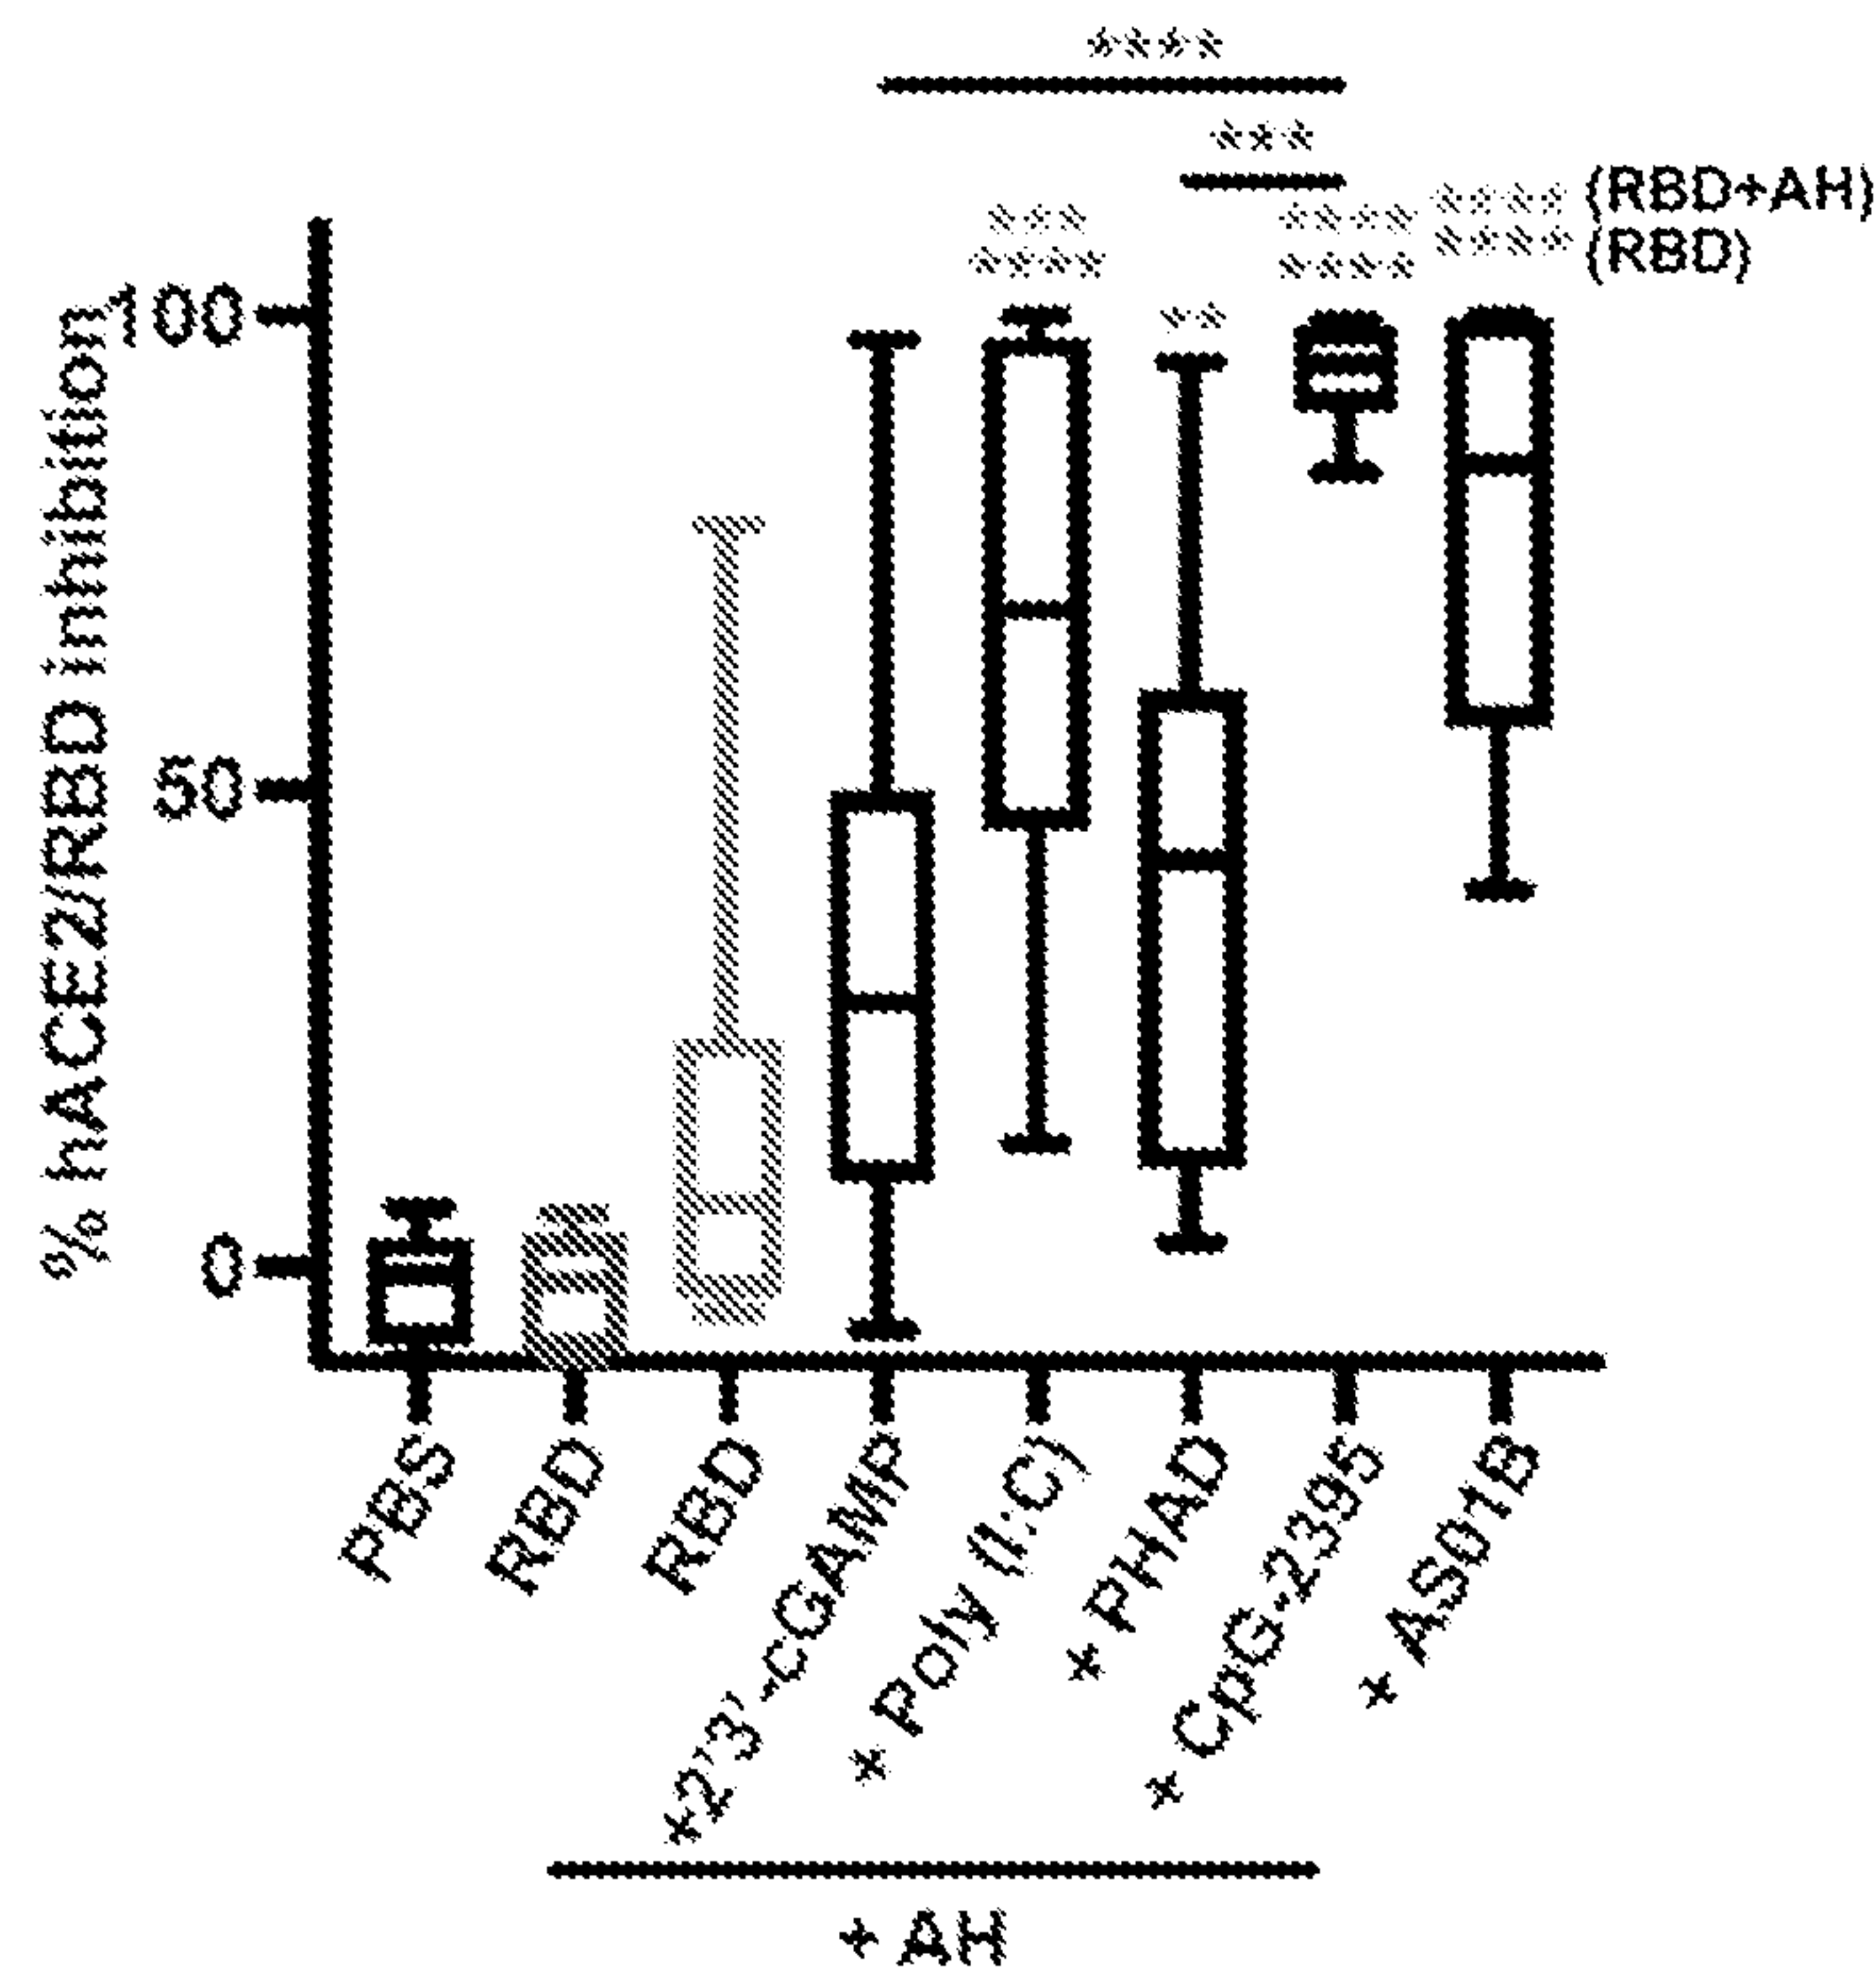 ****
***
*** **** (RBD+AH)
**** **** **** (RBD)
**
% hACE2/RBD inhibition
100
50
0
PBS
RBD
RBD
+2'3'-cGAMP
+ Poly (I:C)
+ PHAD
+ CpG-2395
+ AS01B
+ AH